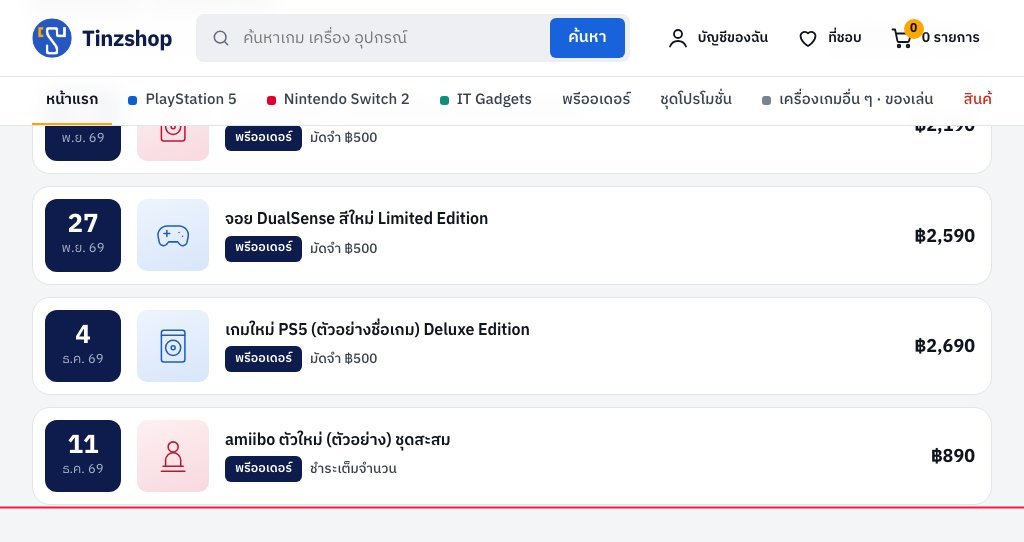 Tinzshop
ค้นหาเกม เครื่อง อุปกรณ์
ค้นหา
บัญชีของฉัน
ที่ชอบ
0
0 รายการ
หน้าแรก
PlayStation 5
Nintendo Switch 2
IT Gadgets
พรีออเดอร์
ชุดโปรโมชั่น
เครื่องเกมอื่น ๆ · ของเล่น
สินค้
พ.ย. 69
พรีออเดอร์ มัดจำ ฿500
฿2,190
27
พ.ย. 69
จอย DualSense สีใหม่ Limited Edition
พรีออเดอร์ มัดจำ ฿500
฿2,590
4
ธ.ค. 69
เกมใหม่ PS5 (ตัวอย่างชื่อเกม) Deluxe Edition
พรีออเดอร์ มัดจำ ฿500
฿2,690
11
ธ.ค. 69
amiibo ตัวใหม่ (ตัวอย่าง) ชุดสะสม
พรีออเดอร์ ชำระเต็มจำนวน
฿890